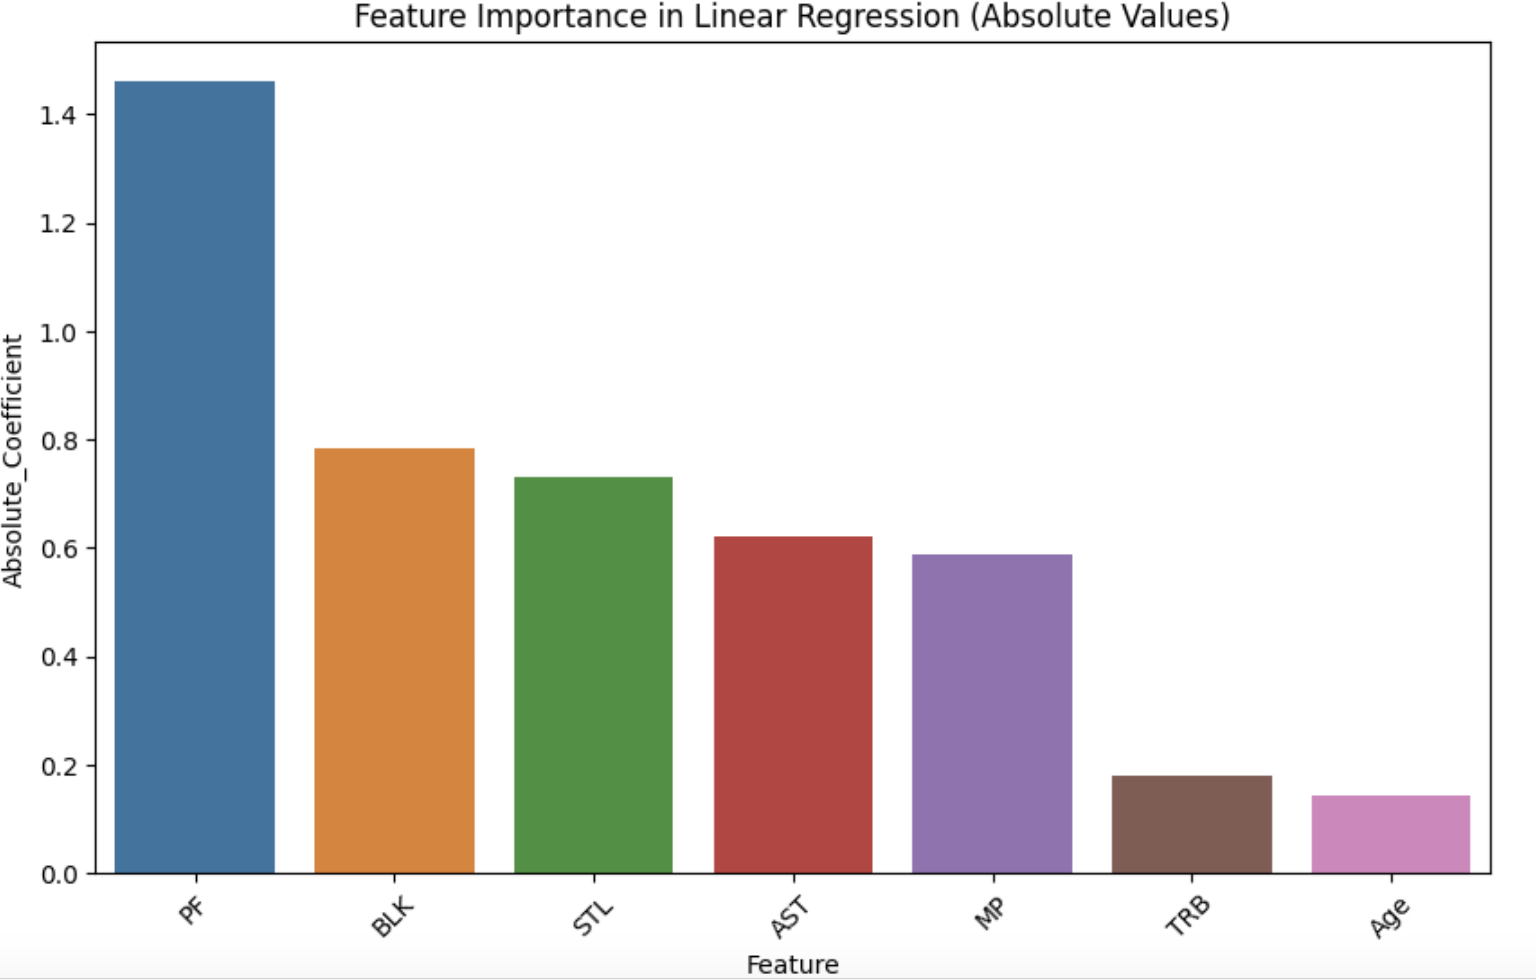 Feature Importance in Linear Regression (Absolute Values)
Absolute_Coefficient
1.4
1.2
1.0
0.8
0.6
0.4
0.2
0.0
PF BLK STL AST MP TRB Age
Feature